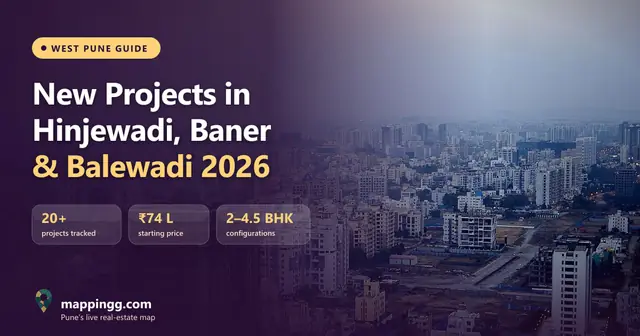 WEST PUNE GUIDE
New Projects in
Hinjewadi, Baner
& Balewadi 2026
20+
projects tracked
₹74 L
starting price
2–4.5 BHK
configurations
mappingg.com
Pune's live real-estate map